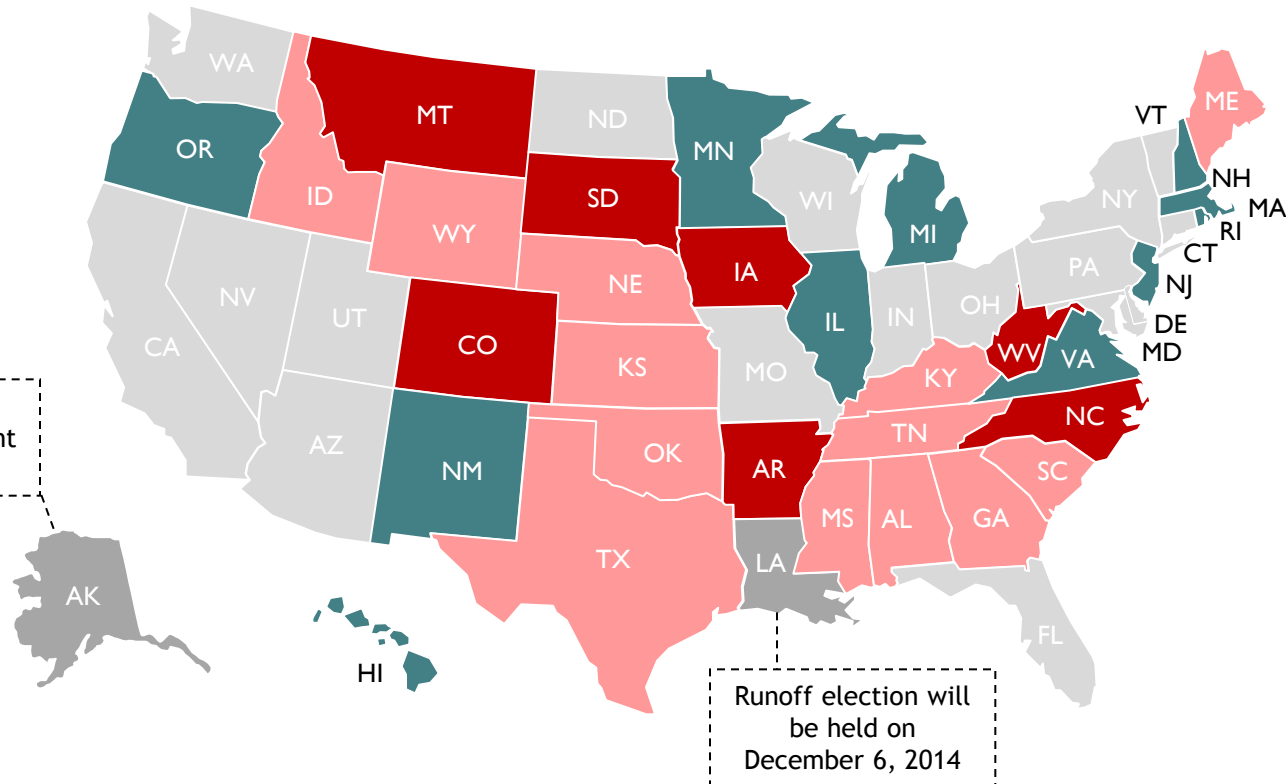 WA
MT
ND
MN
VT
ME
OR
ID
SD
WI
MI
NY
NH
MA
RI
CT
WY
IA
NE
PA
NJ
NV
UT
CO
IL
IN
OH
DE
MD
CA
KS
MO
KY
WV
VA
AZ
NM
OK
AR
TN
NC
SC
TX
MS
AL
GA
LA
AK
FL
HI
Runoff election will
be held on
December 6, 2014